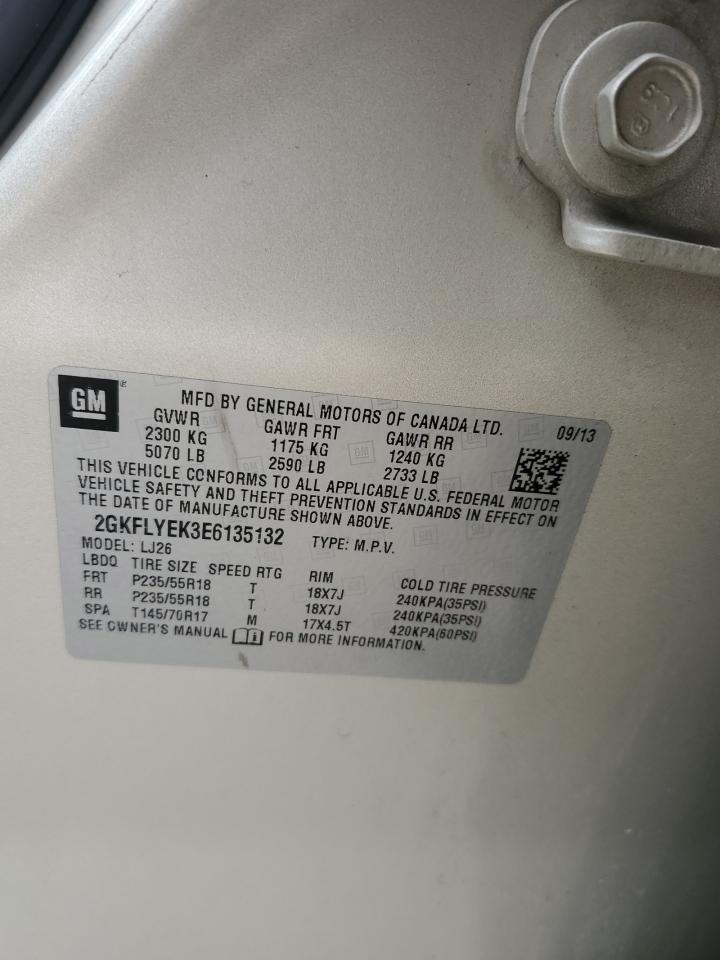 GM
MFD BY GENERAL MOTORS OF CANADA LTD. 09/13
GVWR GAWR FRT GAWR RR
2300 KG 1175 KG 1240 KG
5070 LB 2590 LB 2733 LB
THIS VEHICLE CONFORMS TO ALL APPLICABLE U.S. FEDERAL MOTOR
VEHICLE SAFETY AND THEFT PREVENTION STANDARDS IN EFFECT ON
THE DATE OF MANUFACTURE SHOWN ABOVE.
2GKFLYEK3E6135132 TYPE: M.P.V.
MODEL: LJ26
LBDQ TIRE SIZE SPEED RTG RIM COLD TIRE PRESSURE
FRT P235/55R18 T 18X7J 240KPA(35PSI)
RR P235/55R18 T 18X7J 240KPA(35PSI)
SPA T145/70R17 M 17X4.5T 420KPA(60PSI)
SEE OWNER'S MANUAL FOR MORE INFORMATION.